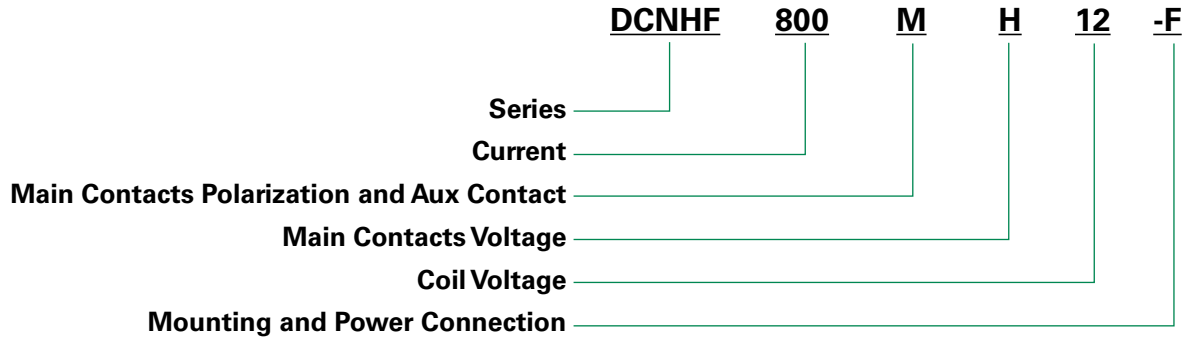 DCNHF 800 M H 12 -F
Series
Current
Main Contacts Polarization and Aux Contact
Main Contacts Voltage
Coil Voltage
Mounting and Power Connection